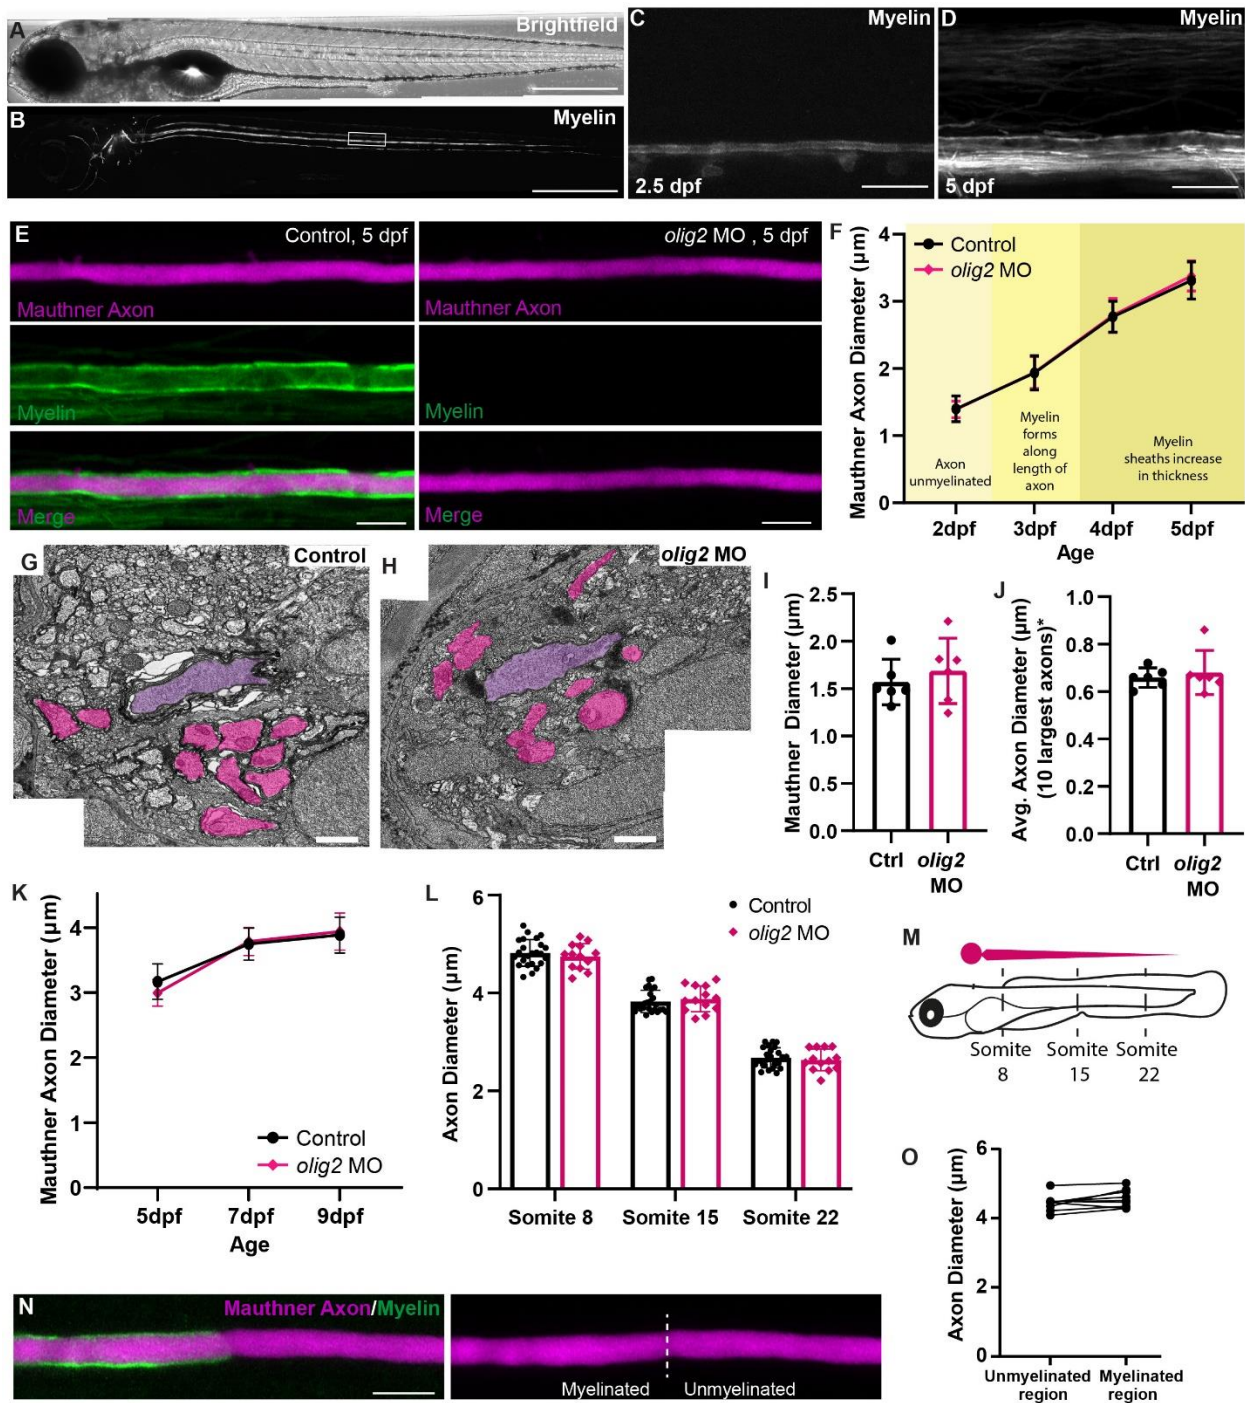 A
Brightfield
B
Myelin
C
Myelin
2.5 dpf
D
Myelin
5 dpf
E
Control, 5 dpf
Mauthner Axon
Myelin
Merge
olig2 MO , 5 dpf
Mauthner Axon
Myelin
Merge
F
Mauthner Axon Diameter (µm)
4
3
2
1
0
Control
olig2 MO
Axon
unmyelinated
Myelin
forms
along
length of
axon
Myelin
sheaths increase
in thickness
2dpf 3dpf 4dpf 5dpf
Age
G
Control
H
olig2 MO
I
Mauthner Diameter (µm)
2.5
2.0
1.5
1.0
0.5
0.0
Ctrl olig2
MO
J
Avg. Axon Diameter (µm)
(10 largest axons)*
1.0
0.8
0.6
0.4
0.2
0.0
Ctrl olig2
MO
K
Mauthner Axon Diameter (µm)
4
3
2
1
0
Control
olig2 MO
5dpf 7dpf 9dpf
Age
L
Axon Diameter (µm)
6
4
2
0
Control
olig2 MO
Somite 8 Somite 15 Somite 22
M
Somite Somite Somite
8 15 22
N
Mauthner Axon/Myelin
Myelinated Unmyelinated
O
Axon Diameter (µm)
6
4
2
0
Unmyelinated Myelinated
region region